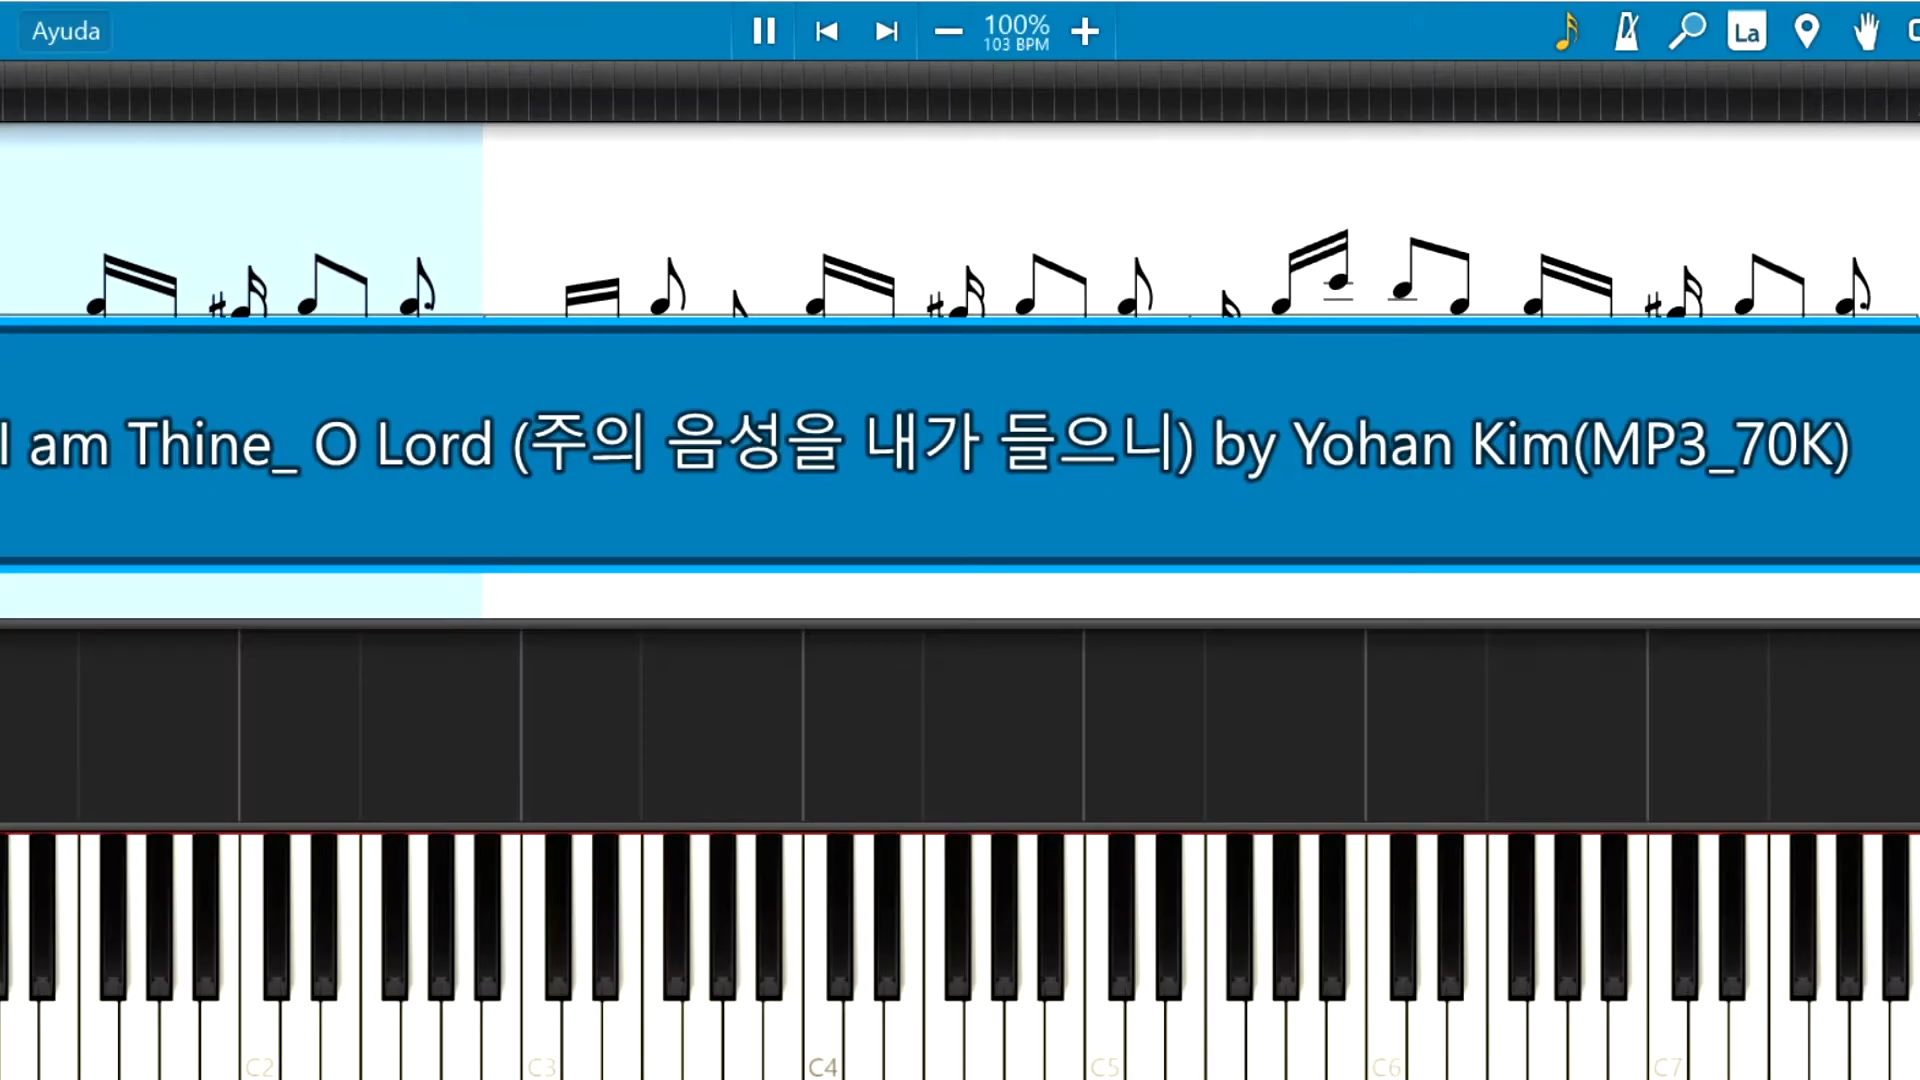 Ayuda
100%
103 BPM
La
I am Thine_ O Lord (주의 음성을 내가 들으니) by Yohan Kim(MP3_70K)
C2 C3 C4 C5 C6 C7